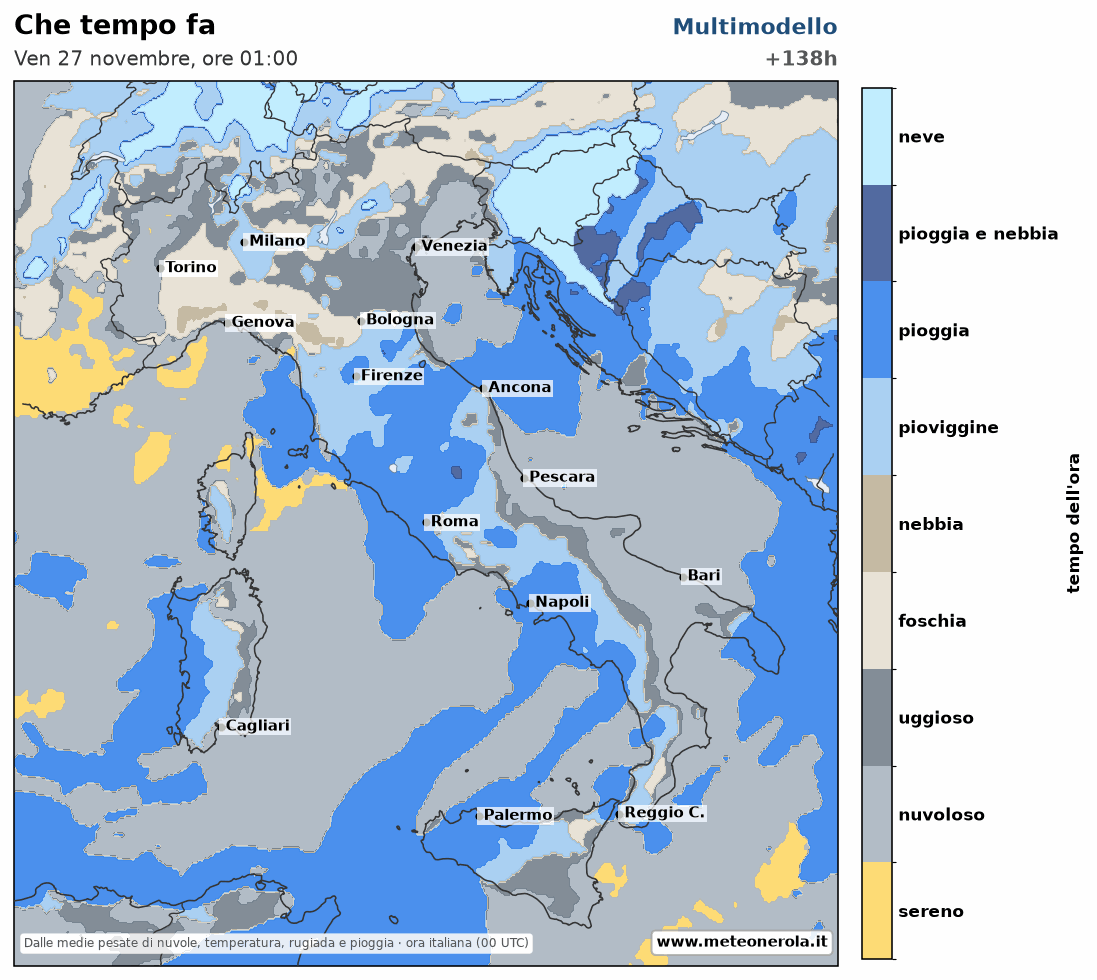 Che tempo fa
Multimodello
Ven 27 novembre, ore 01:00
+138h
neve
pioggia e nebbia
pioggia
pioviggine
nebbia
foschia
uggioso
nuvoloso
sereno
tempo dell'ora
Milano
Venezia
Torino
Genova
Bologna
Firenze
Ancona
Pescara
Roma
Bari
Napoli
Cagliari
Palermo
Reggio C.
Dalle medie pesate di nuvole, temperatura, rugiada e pioggia · ora italiana (00 UTC)
www.meteonerola.it